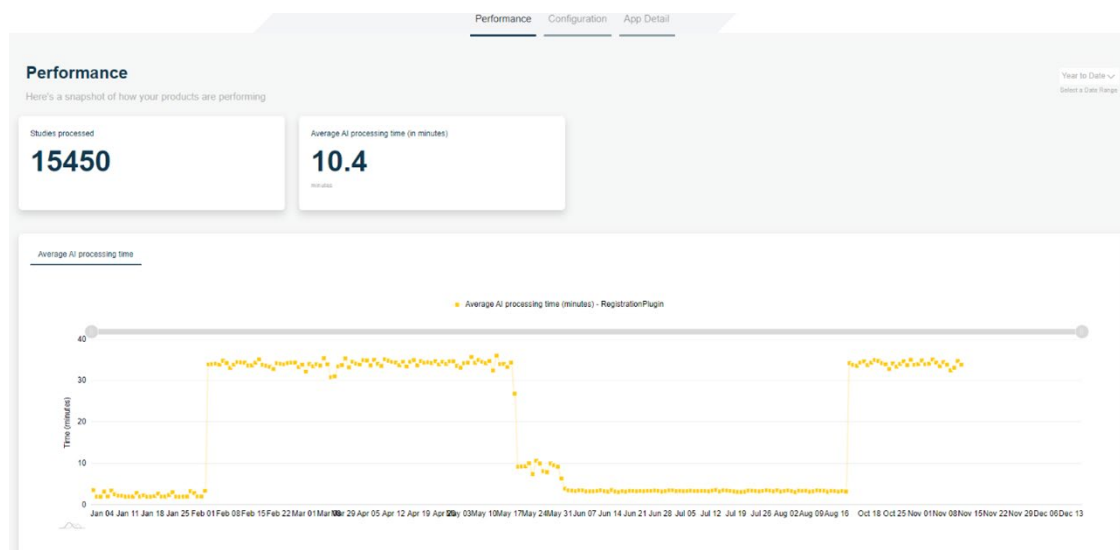 Performance Configuration App Detail
Performance
Here's a snapshot of how your products are performing
Year to Date
Select a Date Range
Studies processed
15450
Average AI processing time (in minutes)
10.4
minutes
Average AI processing time
Average AI processing time (minutes) - RegistrationPlugin
40
30
20
10
0
Time (minutes)
Jan 04 Jan 11 Jan 18 Jan 25 Feb 01 Feb 08 Feb 15 Feb 22 Mar 01 Mar 29 Apr 05 Apr 12 Apr 19 May 03 May 10 May 17 May 24 May 31 Jun 07 Jun 14 Jun 21 Jun 28 Jul 05 Jul 12 Jul 19 Jul 26 Aug 02 Aug 09 Aug 16 Oct 18 Oct 25 Nov 01 Nov 08 Nov 15 Nov 22 Nov 29 Dec 06 Dec 13